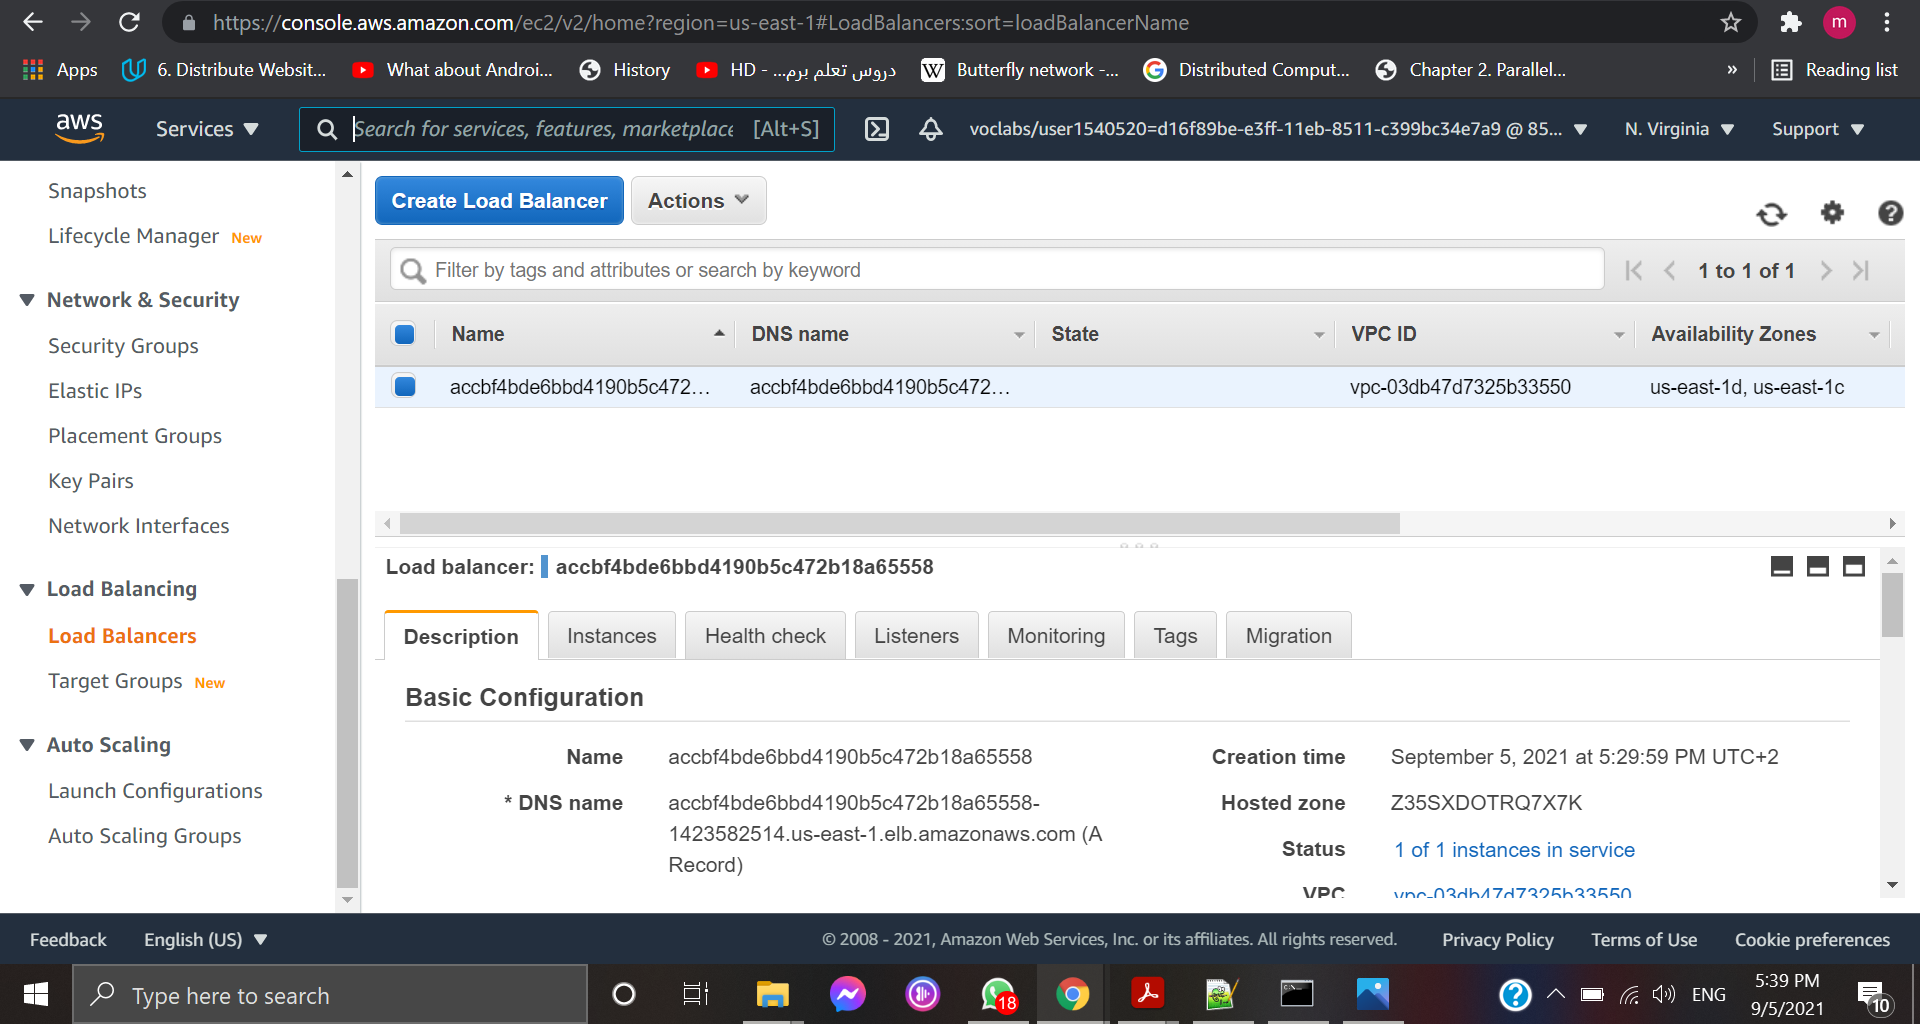 https://console.aws.amazon.com/ec2/v2/home?region=us-east-1#LoadBalancers:sort=loadBalancerName
m
Apps
6. Distribute Websit...
What about Androi...
History
HD - ...دروس تعلم برم
W
Butterfly network -...
Distributed Comput...
Chapter 2. Parallel...
»
Reading list
aws
Services
Search for services, features, marketplace
[Alt+S]
voclabs/user1540520=d16f89be-e3ff-11eb-8511-c399bc34e7a9 @ 85...
N. Virginia
Support
Snapshots
Lifecycle Manager New
Network & Security
Security Groups
Elastic IPs
Placement Groups
Key Pairs
Network Interfaces
Load Balancing
Load Balancers
Target Groups New
Auto Scaling
Launch Configurations
Auto Scaling Groups
Create Load Balancer
Actions
Filter by tags and attributes or search by keyword
1 to 1 of 1
Name
DNS name
State
VPC ID
Availability Zones
accbf4bde6bbd4190b5c472...
accbf4bde6bbd4190b5c472...
vpc-03db47d7325b33550
us-east-1d, us-east-1c
Load balancer: accbf4bde6bbd4190b5c472b18a65558
Description
Instances
Health check
Listeners
Monitoring
Tags
Migration
Basic Configuration
Name
accbf4bde6bbd4190b5c472b18a65558
* DNS name
accbf4bde6bbd4190b5c472b18a65558-
1423582514.us-east-1.elb.amazonaws.com (A
Record)
Creation time
September 5, 2021 at 5:29:59 PM UTC+2
Hosted zone
Z35SXDOTRQ7X7K
Status
1 of 1 instances in service
VPC
vpc-03db47d7325b33550
Feedback
English (US)
© 2008 - 2021, Amazon Web Services, Inc. or its affiliates. All rights reserved.
Privacy Policy
Terms of Use
Cookie preferences
Type here to search
18
ENG
5:39 PM
9/5/2021
10